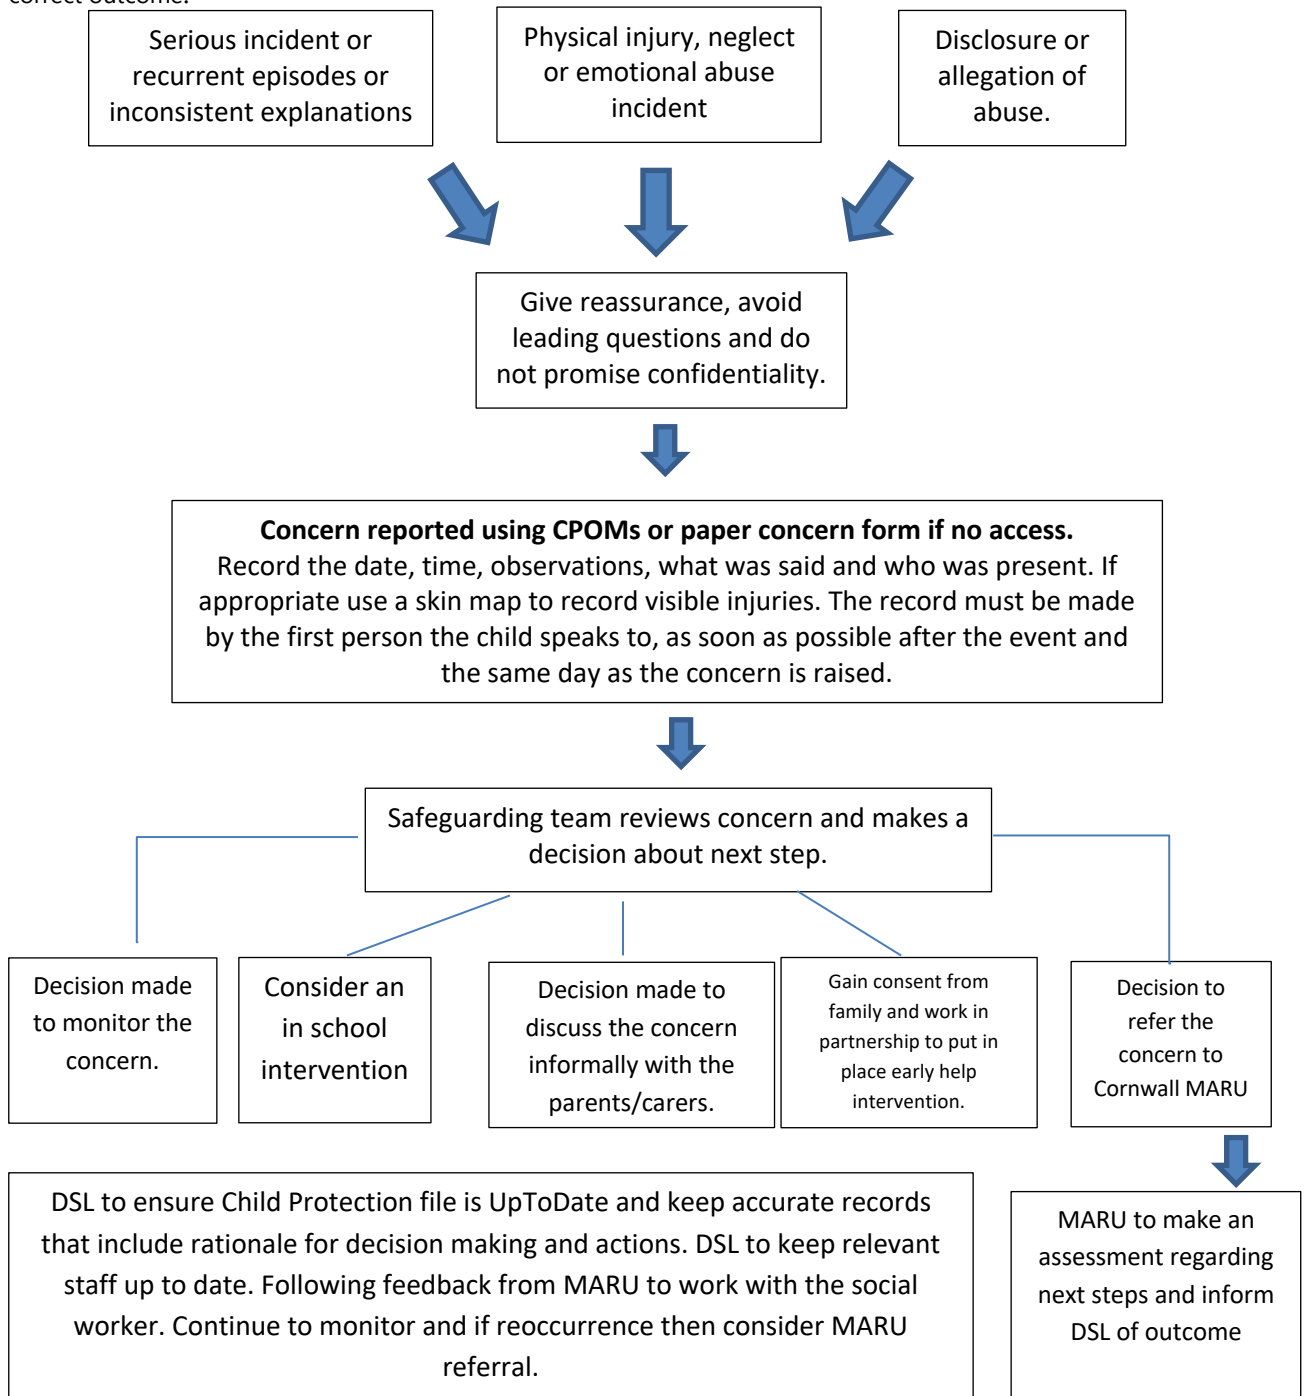 correct outcome.
Serious incident or
recurrent episodes or
inconsistent explanations
Physical injury, neglect
or emotional abuse
incident
Disclosure or
allegation of
abuse.
Give reassurance, avoid
leading questions and do
not promise confidentiality.
Concern reported using CPOMs or paper concern form if no access.
Record the date, time, observations, what was said and who was present. If
appropriate use a skin map to record visible injuries. The record must be made
by the first person the child speaks to, as soon as possible after the event and
the same day as the concern is raised.
Safeguarding team reviews concern and makes a
decision about next step.
Decision made
to monitor the
concern.
Consider an
in school
intervention
Decision made to
discuss the concern
informally with the
parents/carers.
Gain consent from
family and work in
partnership to put in
place early help
intervention.
Decision to
refer the
concern to
Cornwall MARU
DSL to ensure Child Protection file is UpToDate and keep accurate records
that include rationale for decision making and actions. DSL to keep relevant
staff up to date. Following feedback from MARU to work with the social
worker. Continue to monitor and if reoccurrence then consider MARU
referral.
MARU to make an
assessment regarding
next steps and inform
DSL of outcome